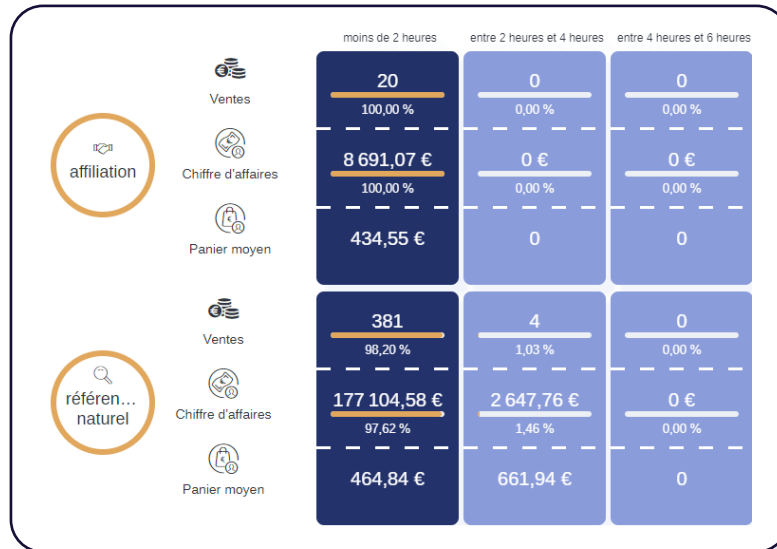 moins de 2 heures entre 2 heures et 4 heures entre 4 heures et 6 heures
affiliation
Ventes
20 0 0
100,00 % 0,00 % 0,00 %
Chiffre d'affaires
8 691,07 € 0 € 0 €
100,00 % 0,00 % 0,00 %
Panier moyen
434,55 € 0 0
référen...
naturel
Ventes
381 4 0
98,20 % 1,03 % 0,00 %
Chiffre d'affaires
177 104,58 € 2 647,76 € 0 €
97,62 % 1,46 % 0,00 %
Panier moyen
464,84 € 661,94 € 0